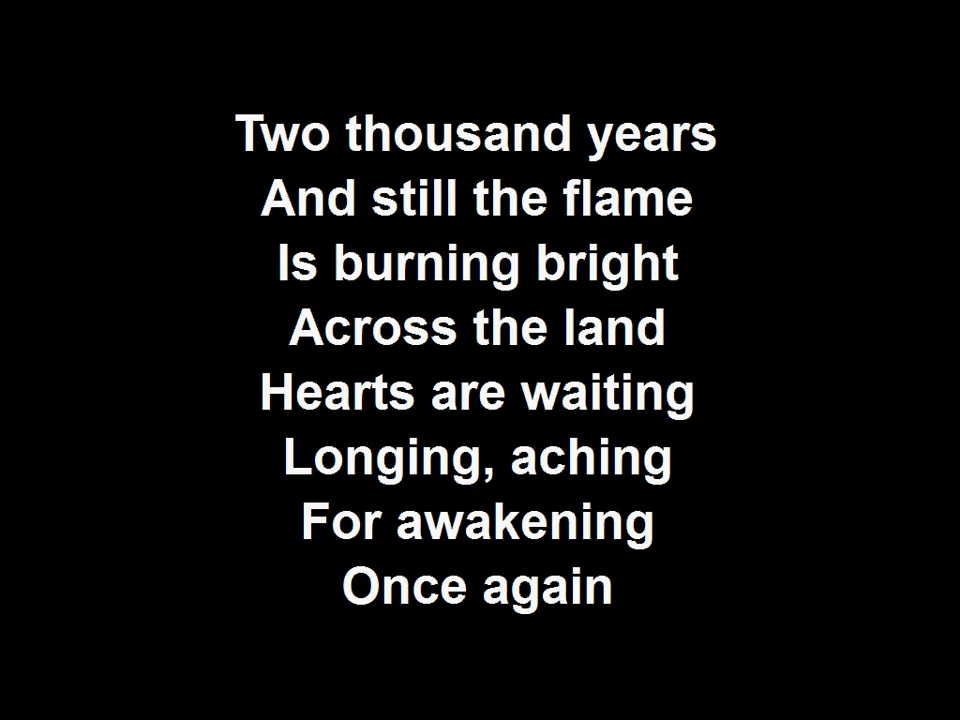 Two thousand years
And still the flame
Is burning bright
Across the land
Hearts are waiting
Longing, aching
For awakening
Once again